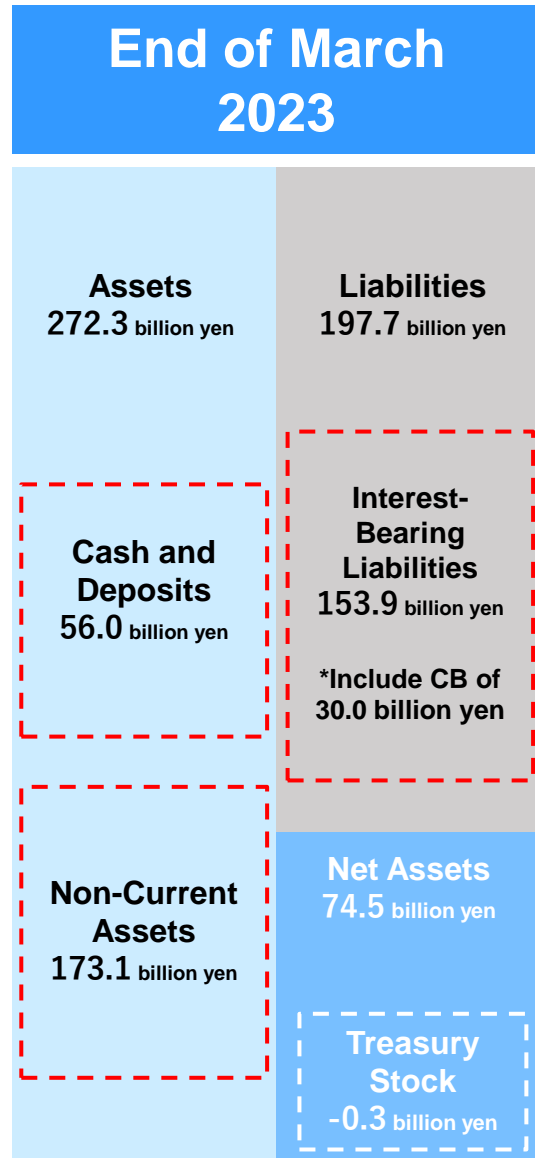 End of March
2023
Assets
272.3 billion yen
Cash and
Deposits
56.0 billion yen
Non-Current
Assets
173.1 billion yen
Liabilities
197.7 billion yen
Interest-
Bearing
Liabilities
153.9 billion yen
*Include CB of
30.0 billion yen
Net Assets
74.5 billion yen
Treasury
Stock
-0.3 billion yen